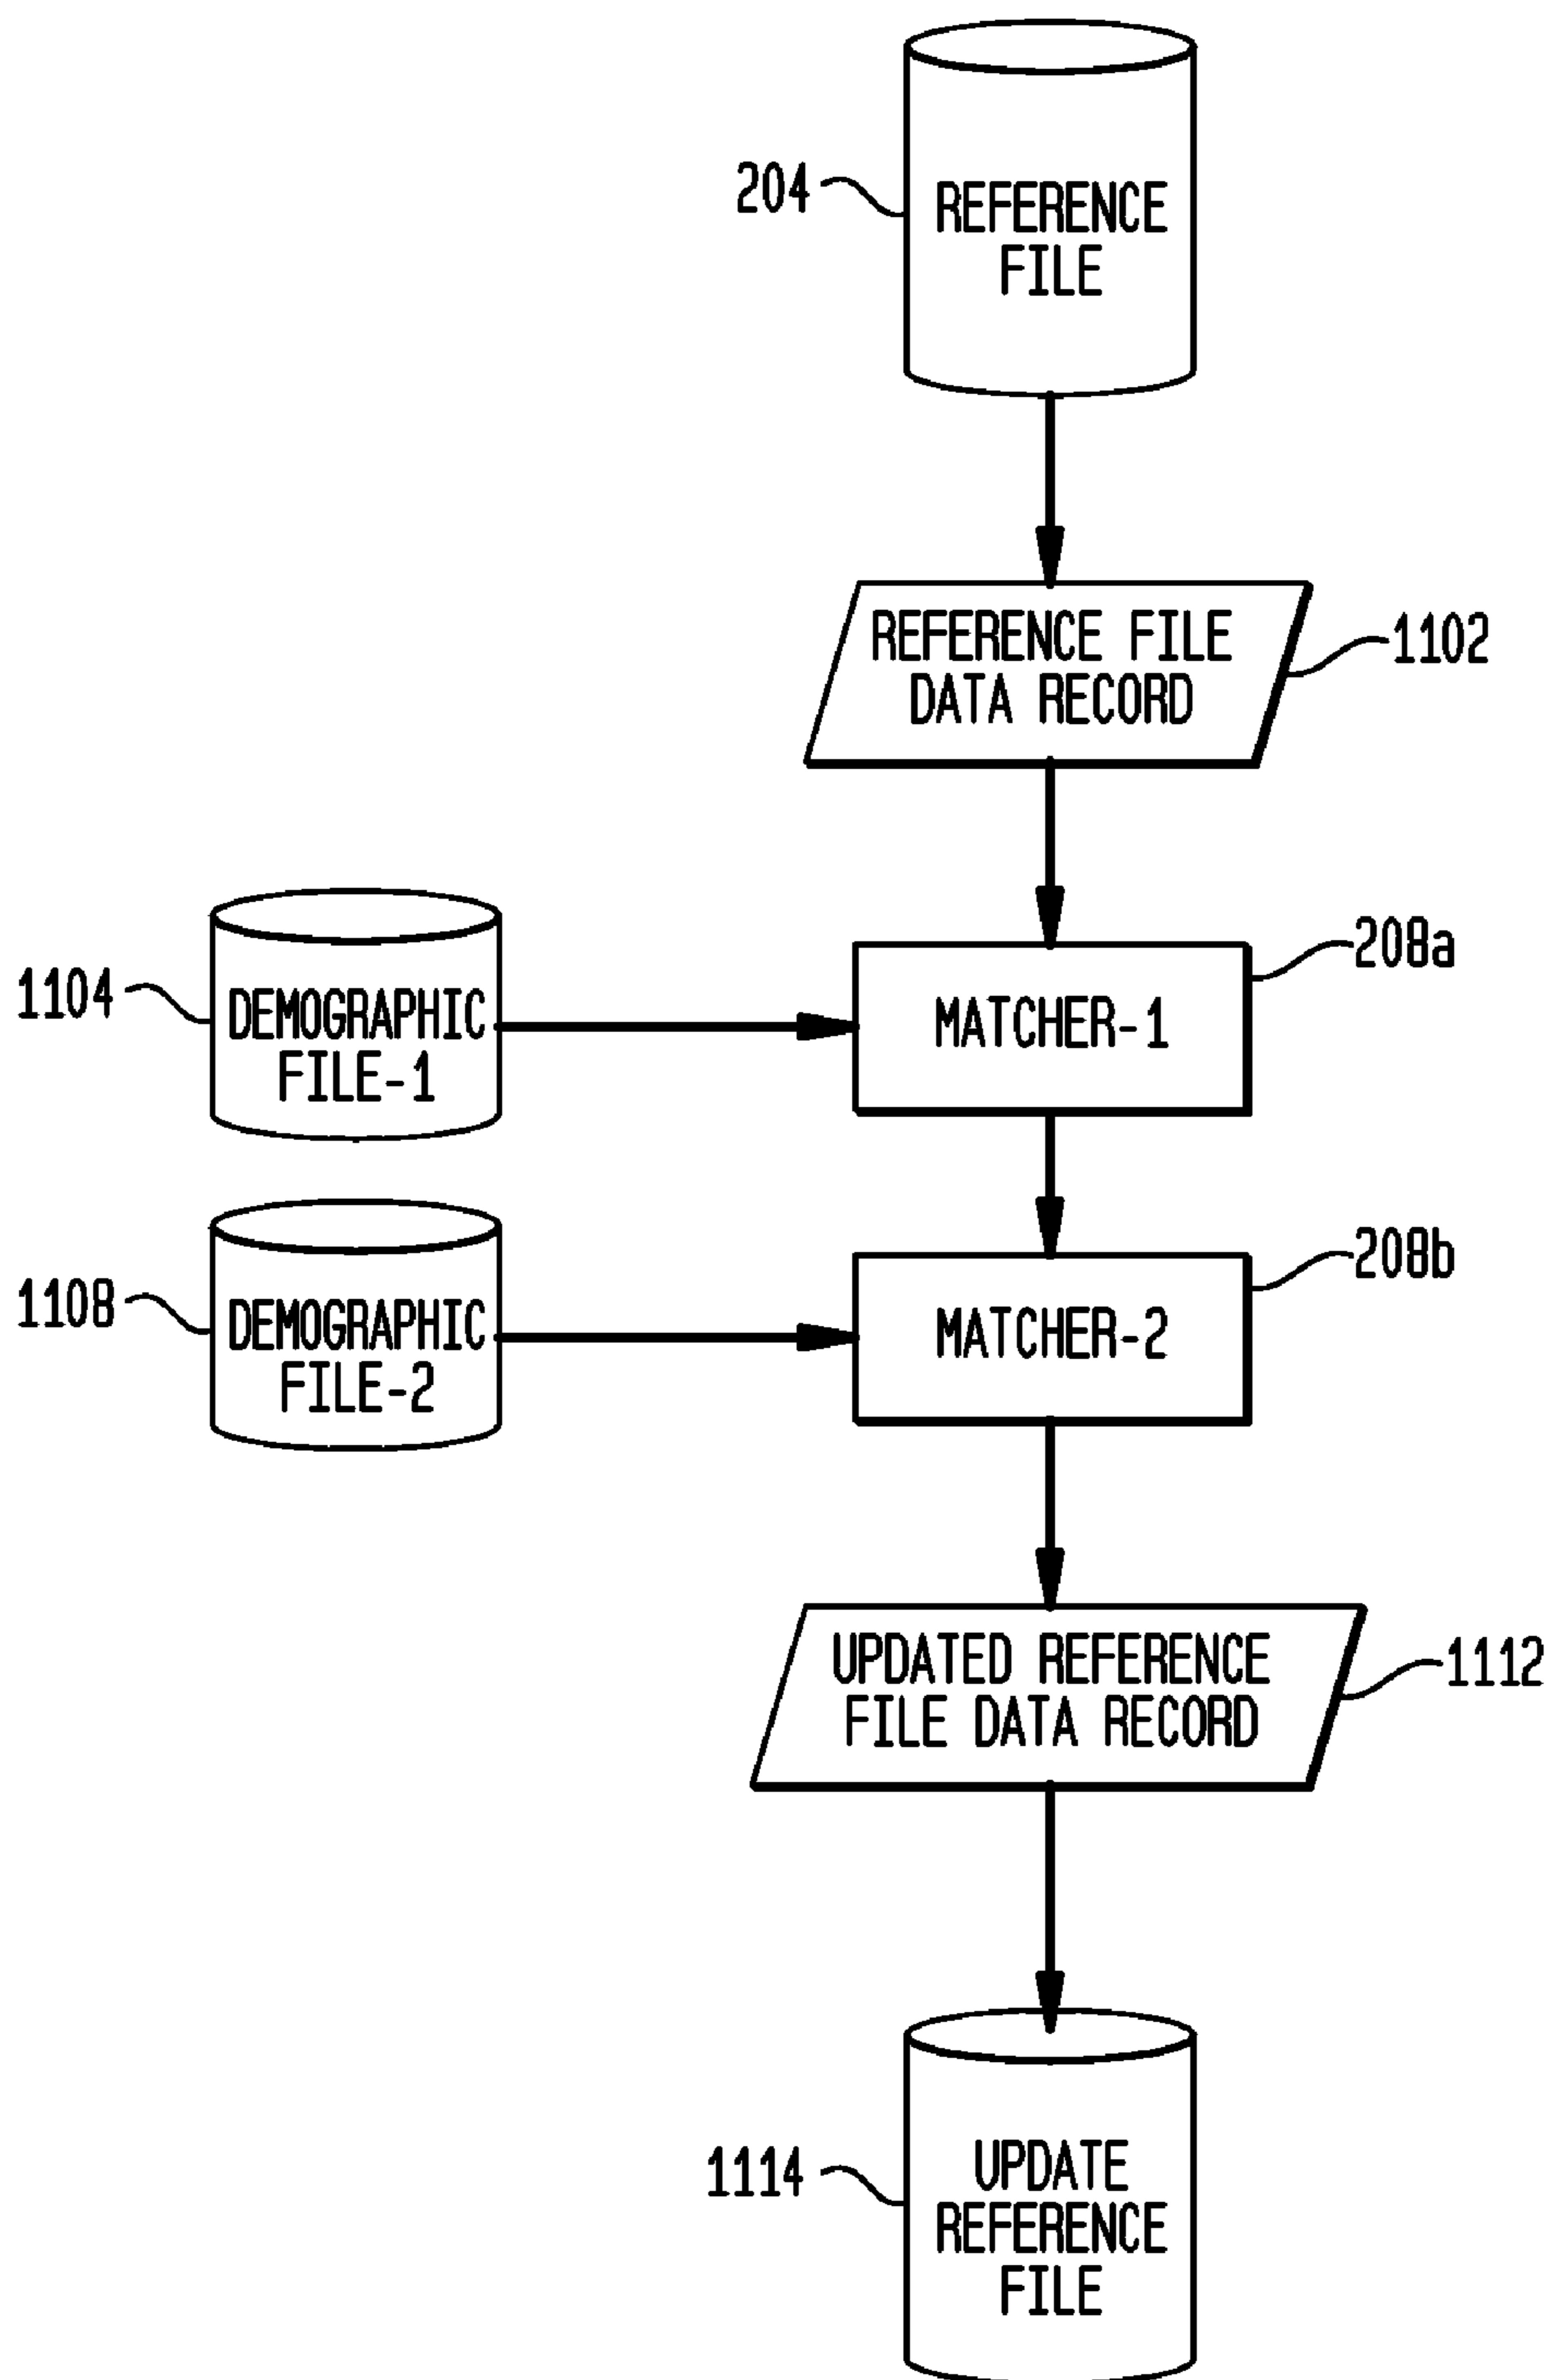 204
REFERENCE
FILE
REFERENCE FILE
DATA RECORD
1102
1104
DEMOGRAPHIC
FILE-1
MATCHER-1
208a
1108
DEMOGRAPHIC
FILE-2
MATCHER-2
208b
UPDATED REFERENCE
FILE DATA RECORD
1112
1114
UPDATE
REFERENCE
FILE